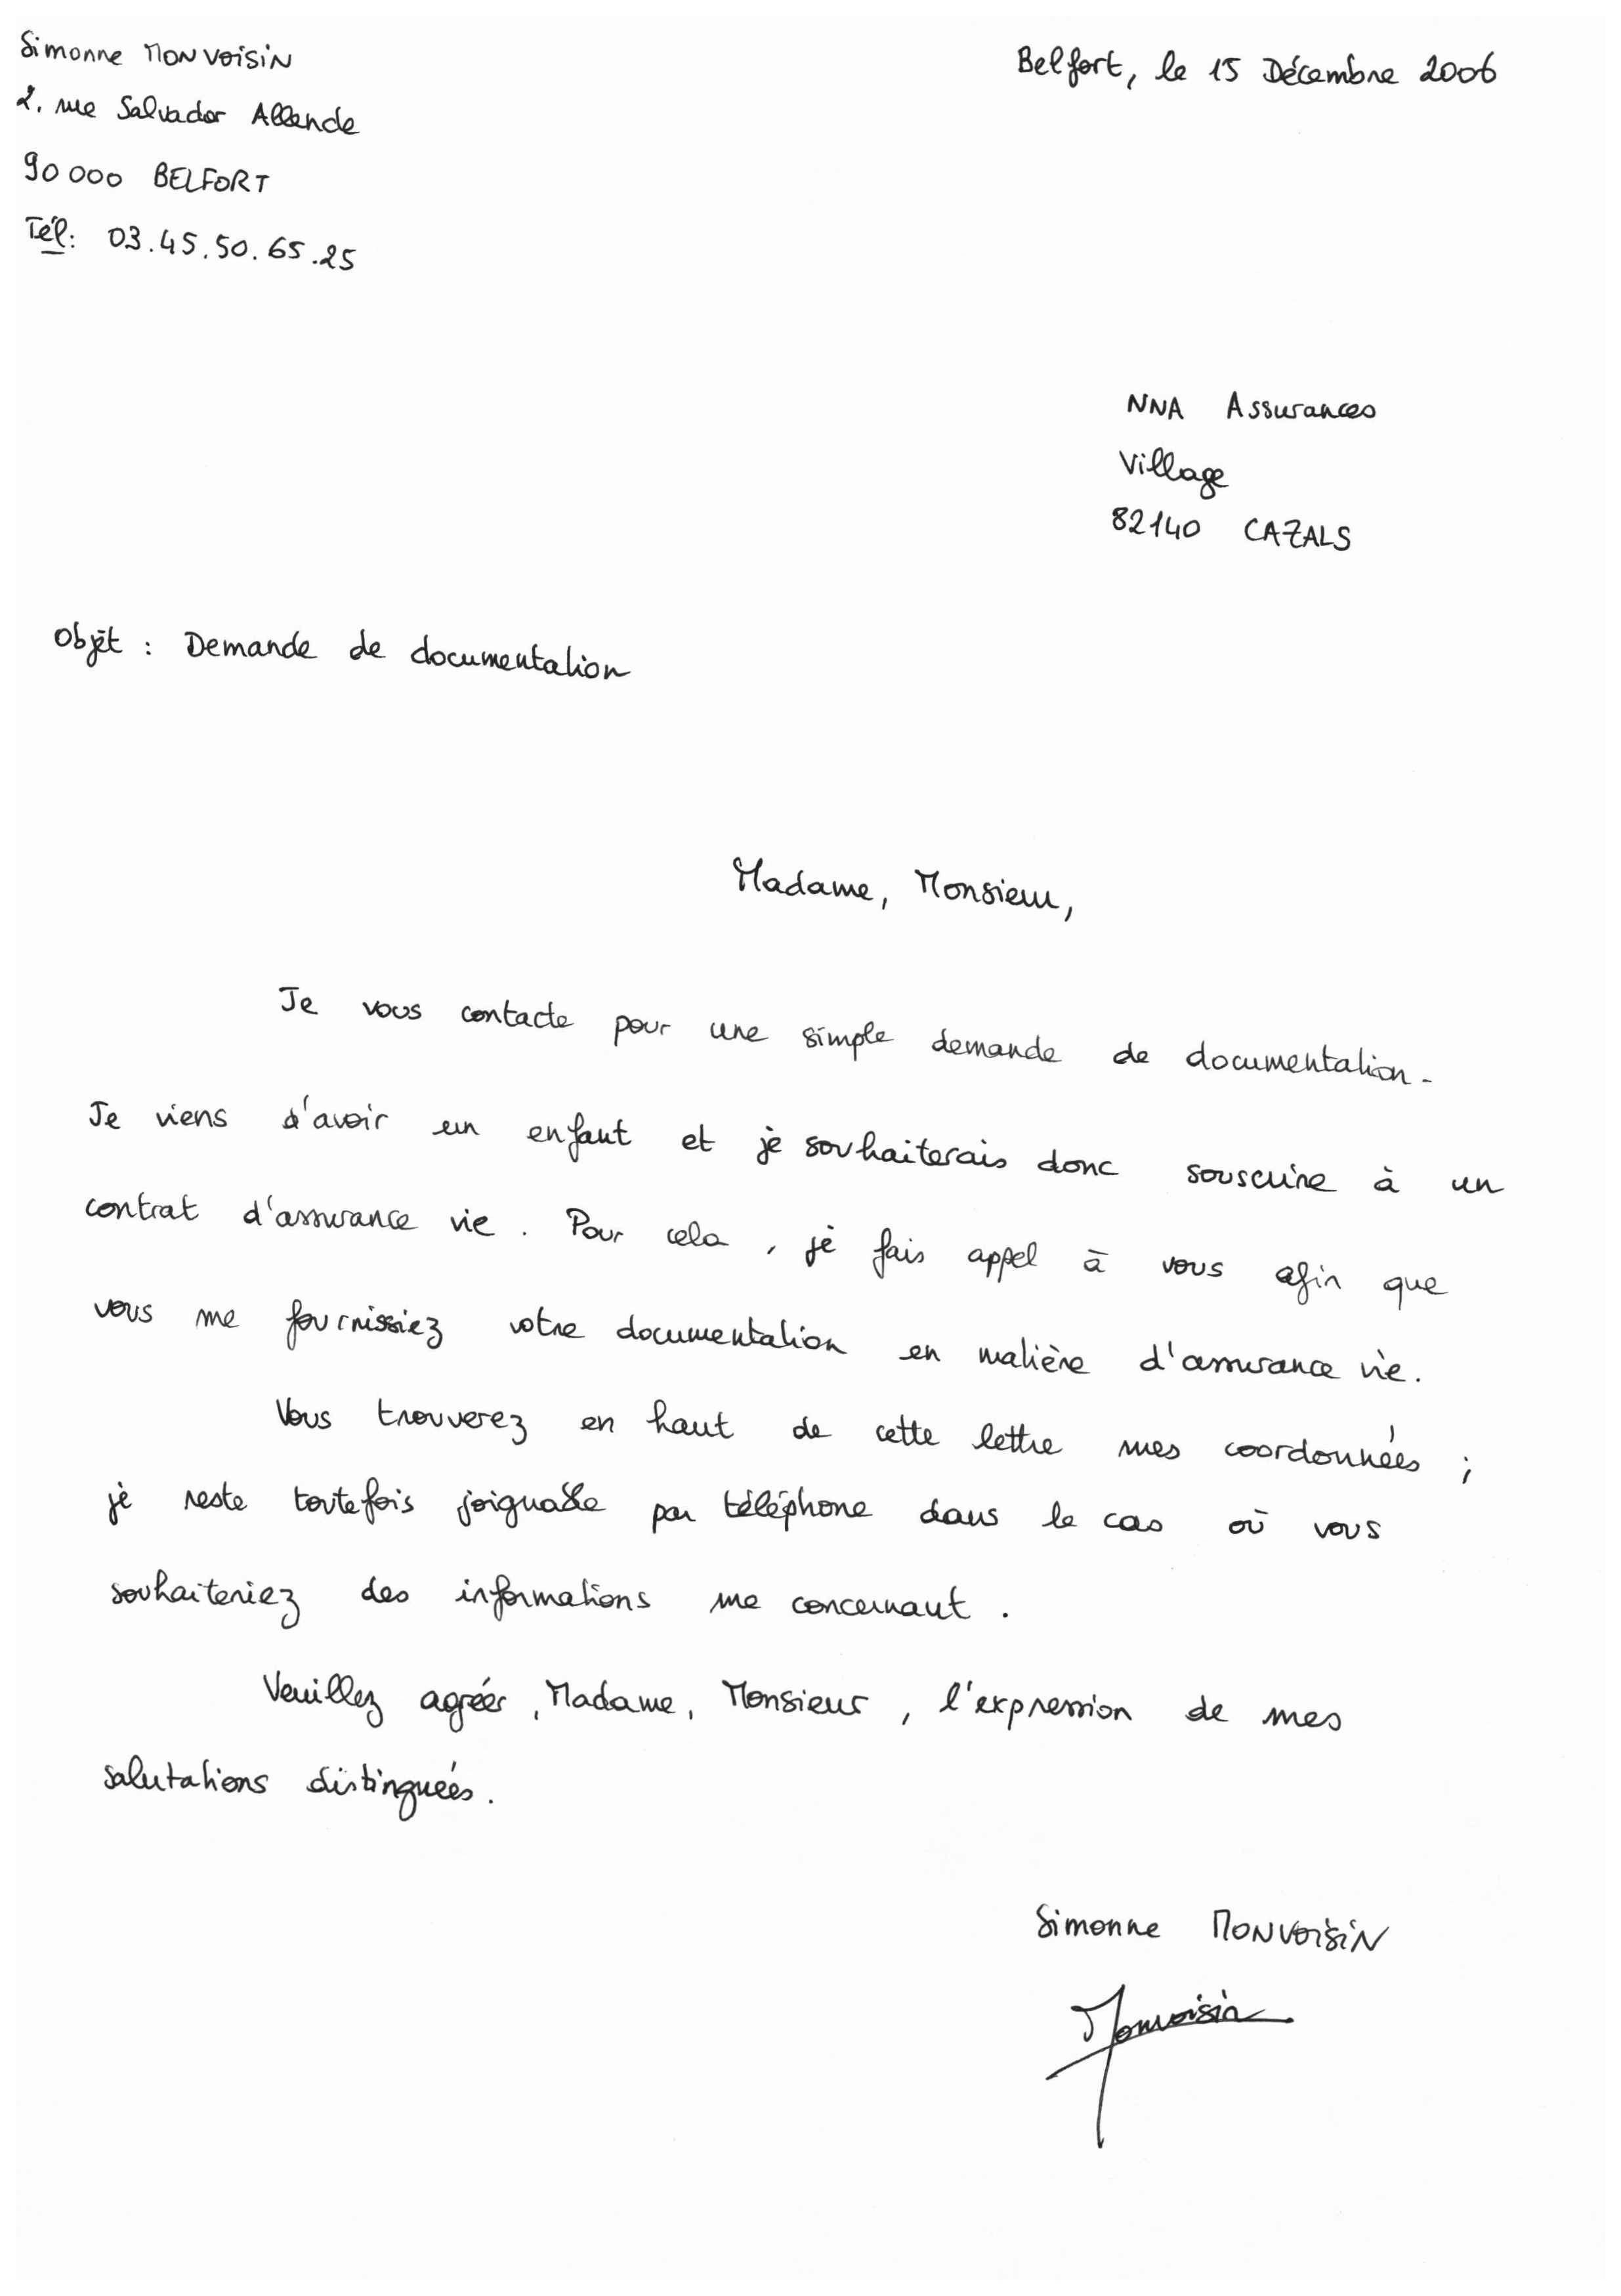 Simonne MONVOISIN
2. rue Salvador Allende
90 000 BELFORT
Tél: 03.45.50.65.25
Belfort, le 15 Décembre 2006
NNA Assurances
Village
82140 CAZALS
Objet : Demande de documentation
Madame, Monsieur,
Je vous contacte pour une simple demande de documentation.
Je viens d'avoir un enfant et je souhaiterais donc souscrire à un
contrat d'assurance vie. Pour cela, je fais appel à vous afin que
vous me fournissiez votre documentation en matière d'assurance vie.
Vous trouverez en haut de cette lettre mes coordonnées ;
je reste toutefois joignable par téléphone dans le cas où vous
souhaiteriez des informations me concernant.
Veuillez agréer, Madame, Monsieur, l'expression de mes
salutations distinguées.
Simonne MONVOISIN
Monvoisin